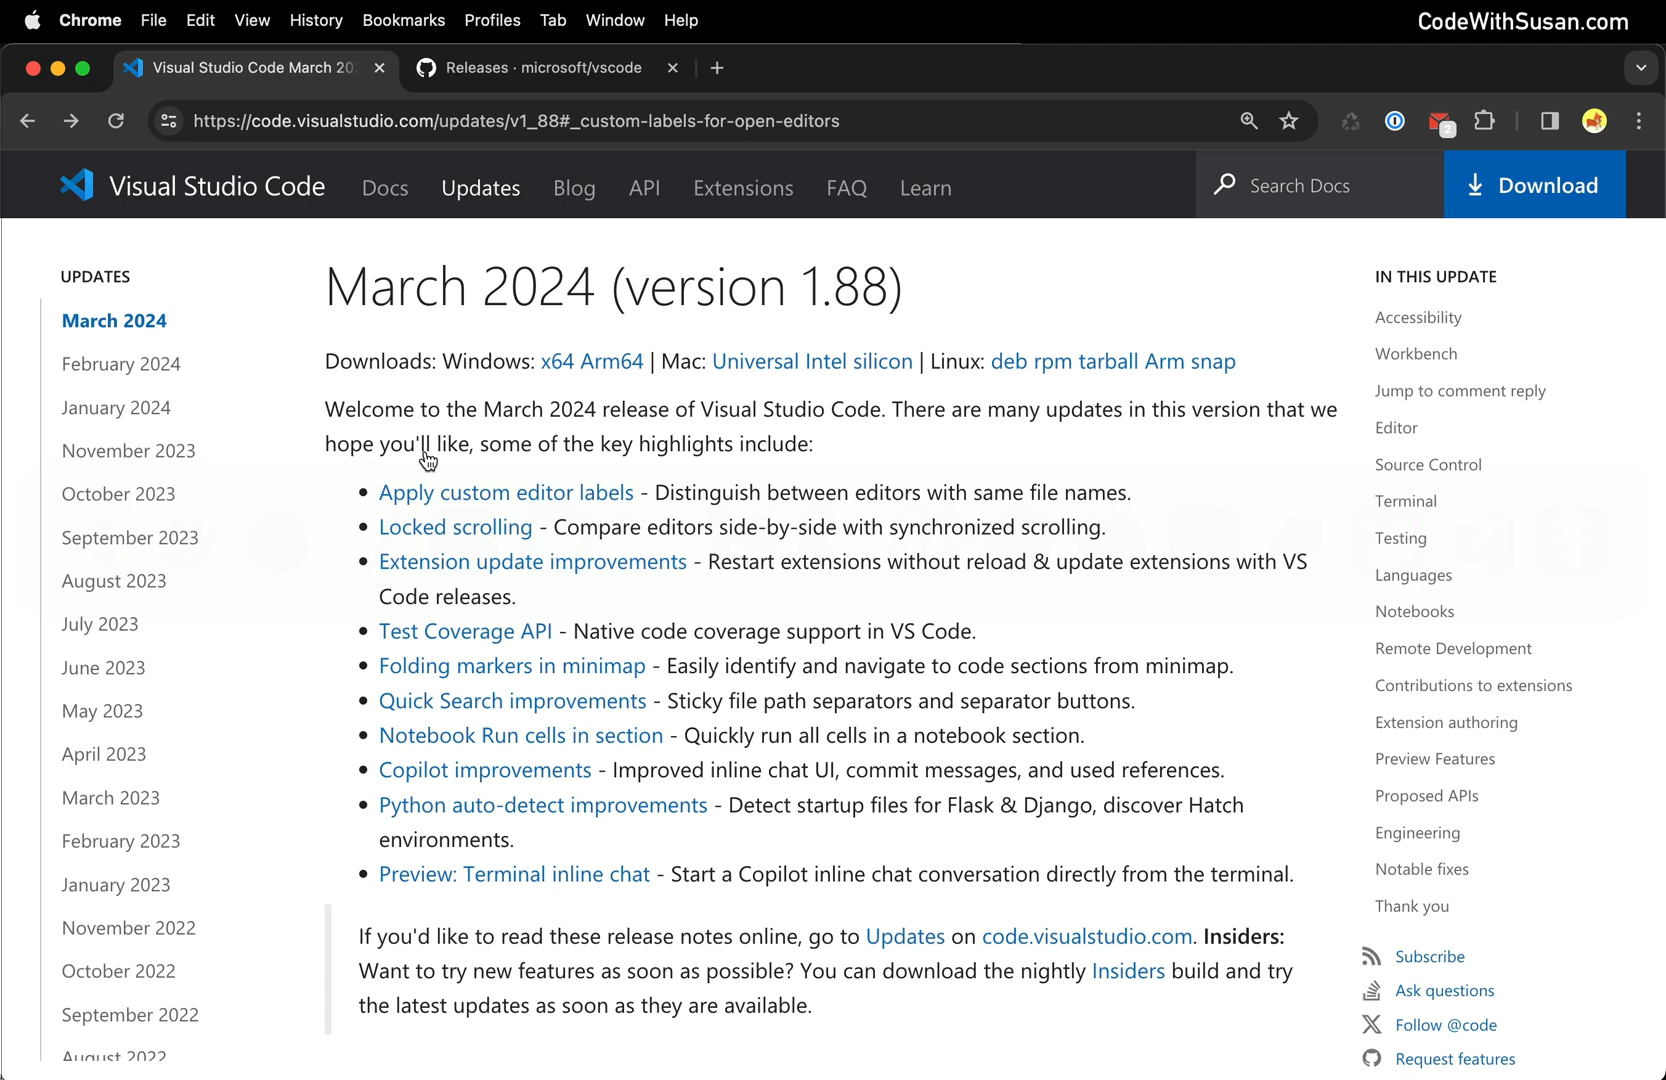 Chrome File Edit View History Bookmarks Profiles Tab Window Help
CodeWithSusan.com
Visual Studio Code March 202
Releases · microsoft/vscode
https://code.visualstudio.com/updates/v1_88#_custom-labels-for-open-editors
2
Visual Studio Code Docs Updates Blog API Extensions FAQ Learn
Search Docs
Download
UPDATES
March 2024
February 2024
January 2024
November 2023
October 2023
September 2023
August 2023
July 2023
June 2023
May 2023
April 2023
March 2023
February 2023
January 2023
November 2022
October 2022
September 2022
August 2022
March 2024 (version 1.88)
Downloads: Windows: x64 Arm64 | Mac: Universal Intel silicon | Linux: deb rpm tarball Arm snap
Welcome to the March 2024 release of Visual Studio Code. There are many updates in this version that we
hope you'll like, some of the key highlights include:
• Apply custom editor labels - Distinguish between editors with same file names.
• Locked scrolling - Compare editors side-by-side with synchronized scrolling.
• Extension update improvements - Restart extensions without reload & update extensions with VS
Code releases.
• Test Coverage API - Native code coverage support in VS Code.
• Folding markers in minimap - Easily identify and navigate to code sections from minimap.
• Quick Search improvements - Sticky file path separators and separator buttons.
• Notebook Run cells in section - Quickly run all cells in a notebook section.
• Copilot improvements - Improved inline chat UI, commit messages, and used references.
• Python auto-detect improvements - Detect startup files for Flask & Django, discover Hatch
environments.
• Preview: Terminal inline chat - Start a Copilot inline chat conversation directly from the terminal.
If you'd like to read these release notes online, go to Updates on code.visualstudio.com. Insiders:
Want to try new features as soon as possible? You can download the nightly Insiders build and try
the latest updates as soon as they are available.
IN THIS UPDATE
Accessibility
Workbench
Jump to comment reply
Editor
Source Control
Terminal
Testing
Languages
Notebooks
Remote Development
Contributions to extensions
Extension authoring
Preview Features
Proposed APIs
Engineering
Notable fixes
Thank you
Subscribe
Ask questions
Follow @code
Request features